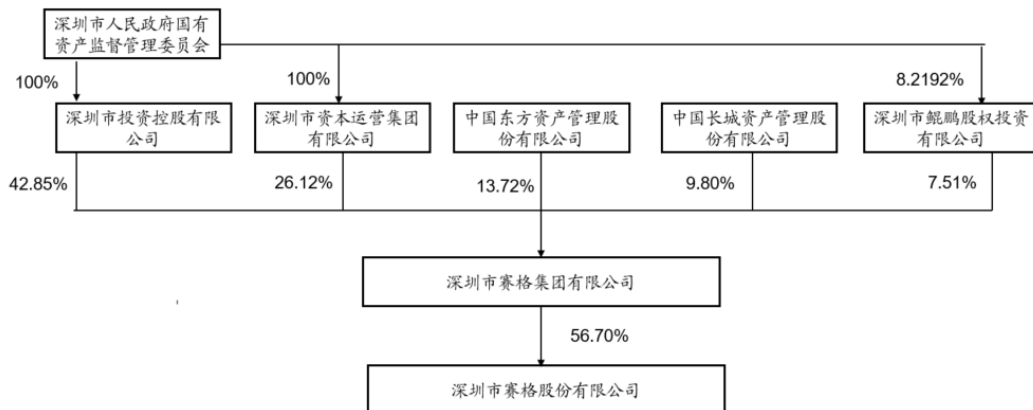 深圳市人民政府国有
资产监督管理委员会
100%
100%
8.2192%
深圳市投资控股有限
公司
深圳市资本运营集团
有限公司
中国东方资产管理股
份有限公司
中国长城资产管理股
份有限公司
深圳市鲲鹏股权投资
有限公司
42.85%
26.12%
13.72%
9.80%
7.51%
深圳市赛格集团有限公司
56.70%
深圳市赛格股份有限公司